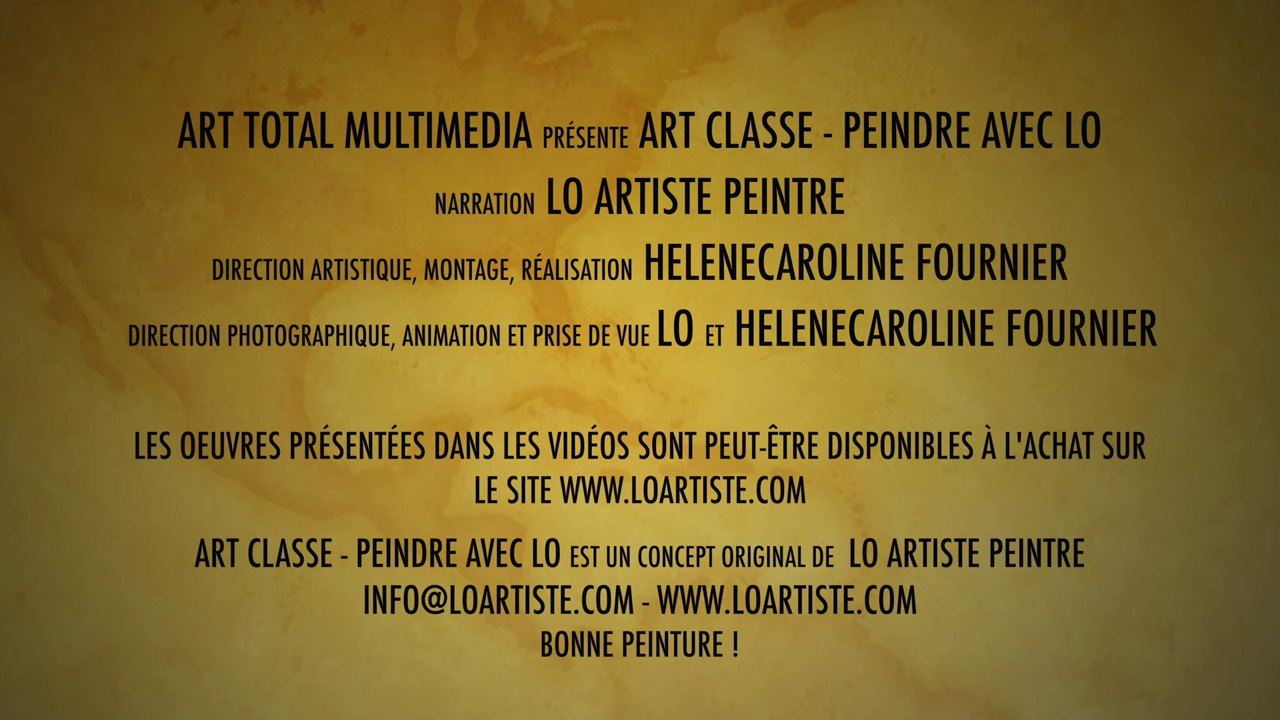 ART TOTAL MULTIMEDIA PRÉSENTE ART CLASSE - PEINDRE AVEC LO
NARRATION LO ARTISTE PEINTRE
DIRECTION ARTISTIQUE, MONTAGE, RÉALISATION HELENECAROLINE FOURNIER
DIRECTION PHOTOGRAPHIQUE, ANIMATION ET PRISE DE VUE LO ET HELENECAROLINE FOURNIER
LES OEUVRES PRÉSENTÉES DANS LES VIDÉOS SONT PEUT-ÊTRE DISPONIBLES À L'ACHAT SUR
LE SITE WWW.LOARTISTE.COM
ART CLASSE - PEINDRE AVEC LO EST UN CONCEPT ORIGINAL DE LO ARTISTE PEINTRE
INFO@LOARTISTE.COM - WWW.LOARTISTE.COM
BONNE PEINTURE !